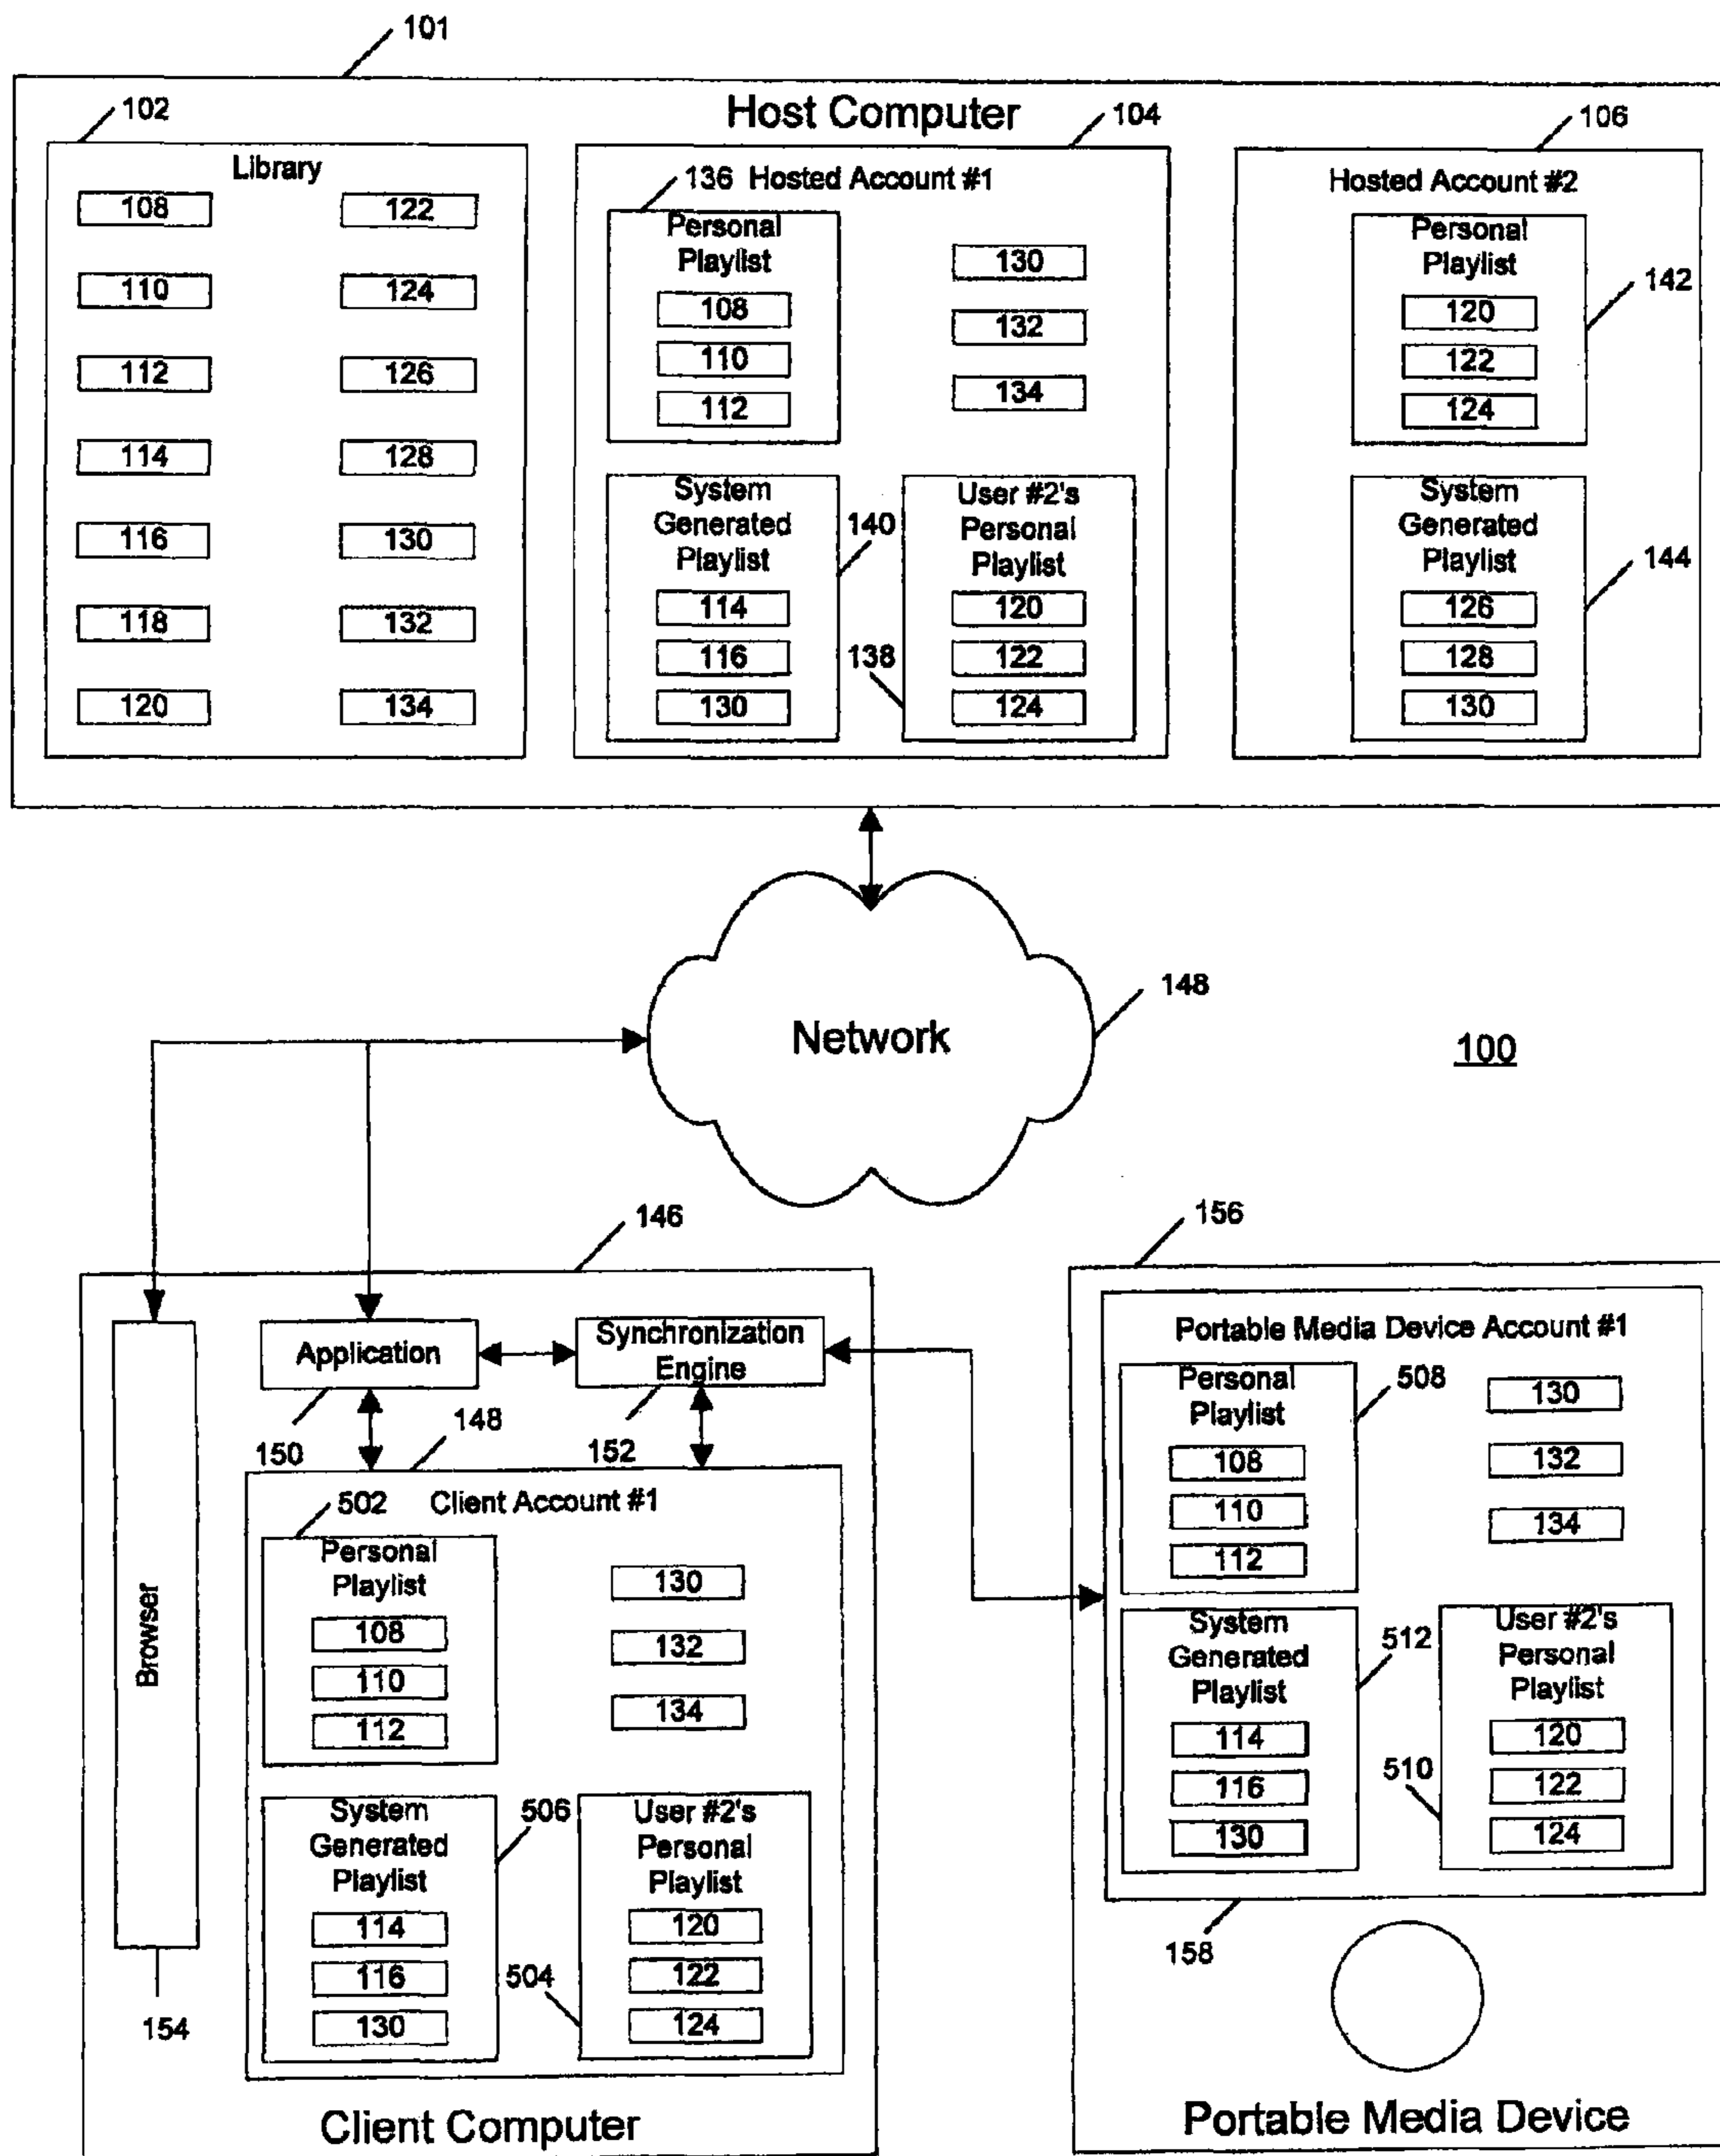 101
Host Computer
102
Library
108
122
110
124
112
126
114
128
116
130
118
132
120
134
104
136 Hosted Account #1
Personal
Playlist
108
110
112
130
132
134
System
Generated
Playlist
114
116
130
140
User #2's
Personal
Playlist
120
122
124
138
106
Hosted Account #2
Personal
Playlist
120
122
124
142
System
Generated
Playlist
126
128
130
144
Network
148
100
146
Browser
154
Application
150
Synchronization
Engine
152
148
502
Client Account #1
Personal
Playlist
108
110
112
130
132
134
System
Generated
Playlist
114
116
130
506
User #2's
Personal
Playlist
120
122
124
504
Client Computer
156
Portable Media Device Account #1
Personal
Playlist
108
110
112
508
130
132
134
System
Generated
Playlist
114
116
130
512
User #2's
Personal
Playlist
120
122
124
510
158
Portable Media Device